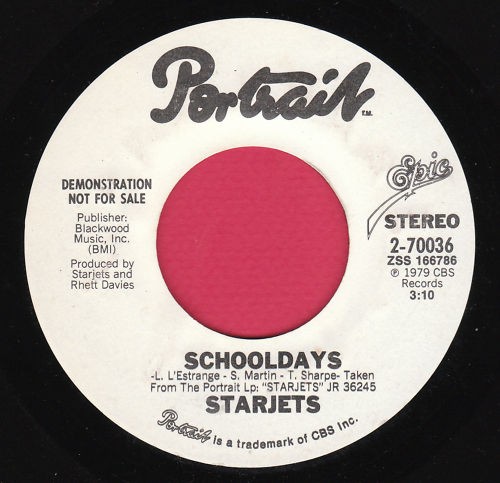 Portrait
T.M.
DEMONSTRATION
NOT FOR SALE
Publisher:
Blackwood
Music, Inc.
(BMI)
Produced by
Starjets and
Rhett Davies
Epic
STEREO
2-70036
ZSS 166786
Ⓟ 1979 CBS
Records
3:10
SCHOOLDAYS
-L. L'Estrange - S. Martin - T. Sharpe- Taken
From The Portrait Lp: "STARJETS" JR 36245
STARJETS
Portrait is a trademark of CBS Inc.